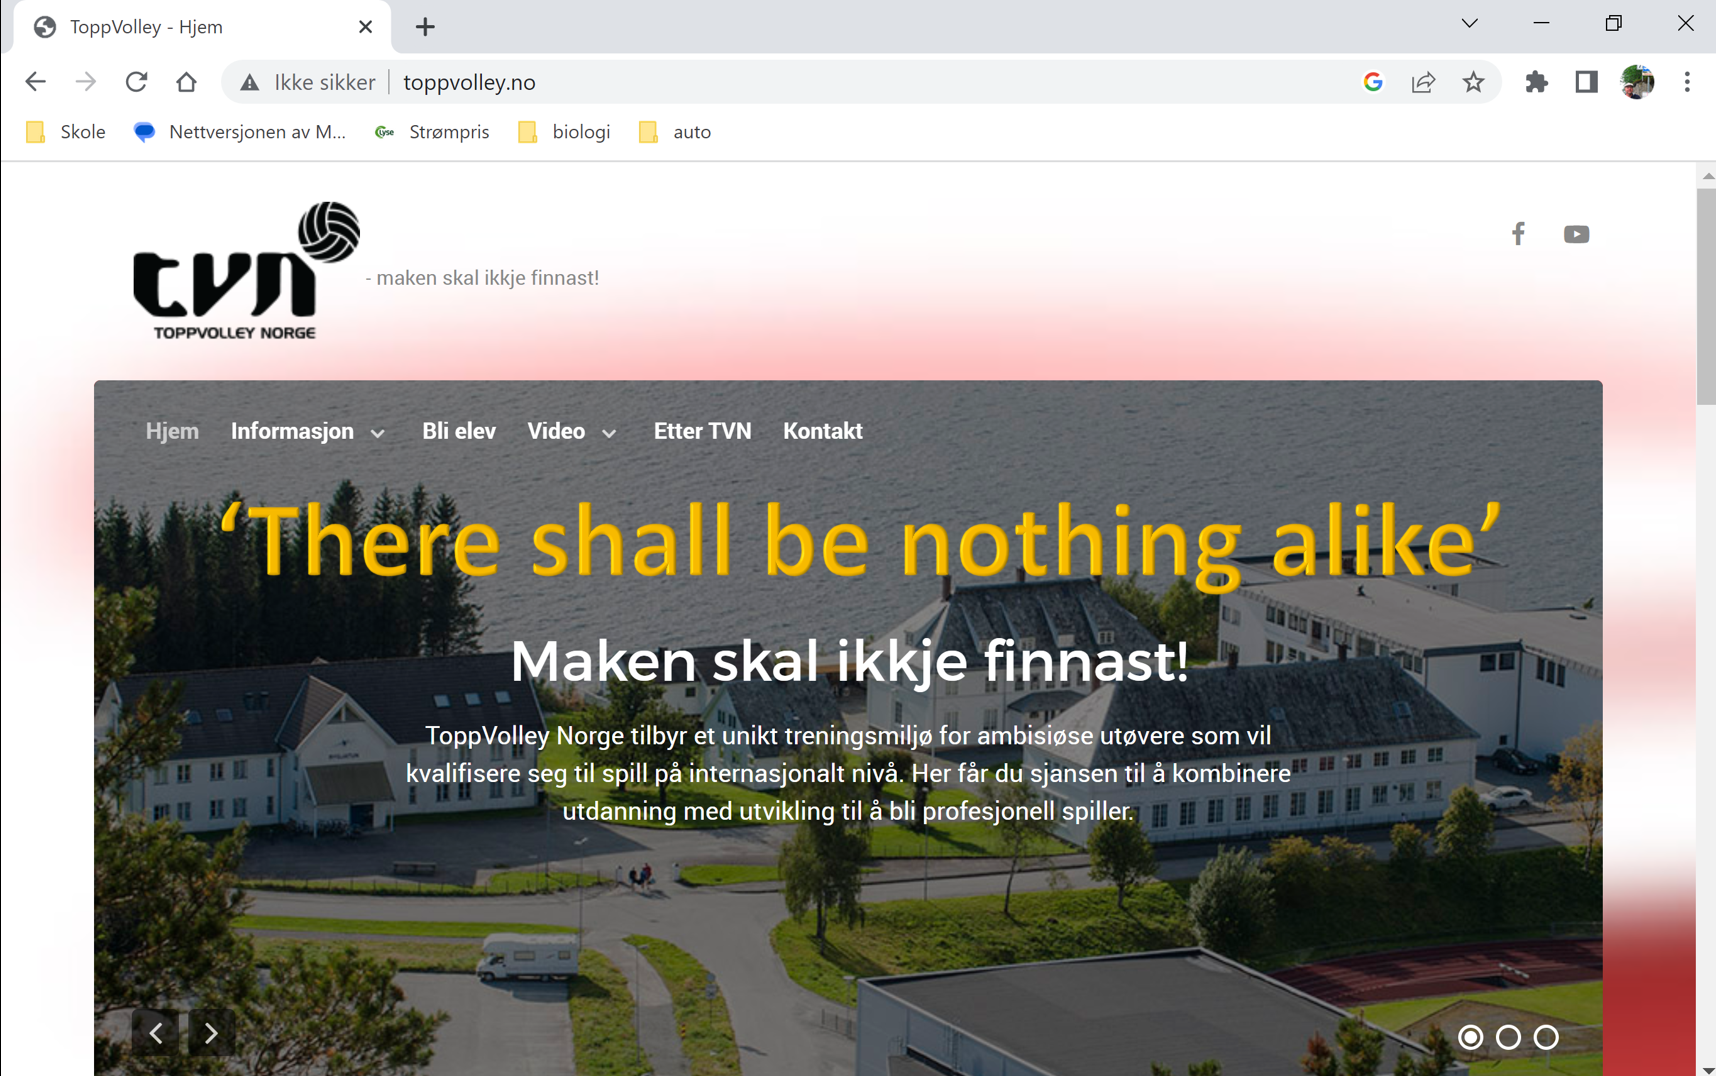 ToppVolley - Hjem
Ikke sikker
toppvolley.no
Skole
Nettversjonen av M...
Lyse
Strømpris
biologi
auto
tvn
TOPPVOLLEY NORGE
- maken skal ikkje finnast!
Hjem
Informasjon
Bli elev
Video
Etter TVN
Kontakt
‘There shall be nothing alike’
Maken skal ikkje finnast!
ToppVolley Norge tilbyr et unikt treningsmiljø for ambisiøse utøvere som vil
kvalifisere seg til spill på internasjonalt nivå. Her får du sjansen til å kombinere
utdanning med utvikling til å bli profesjonell spiller.